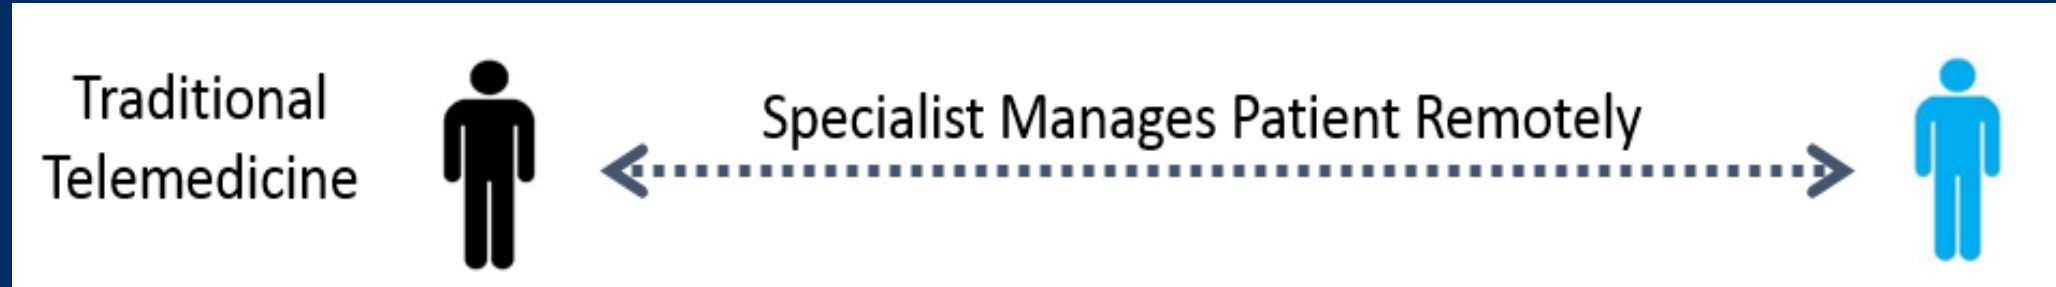 Traditional
Telemedicine
Specialist Manages Patient Remotely